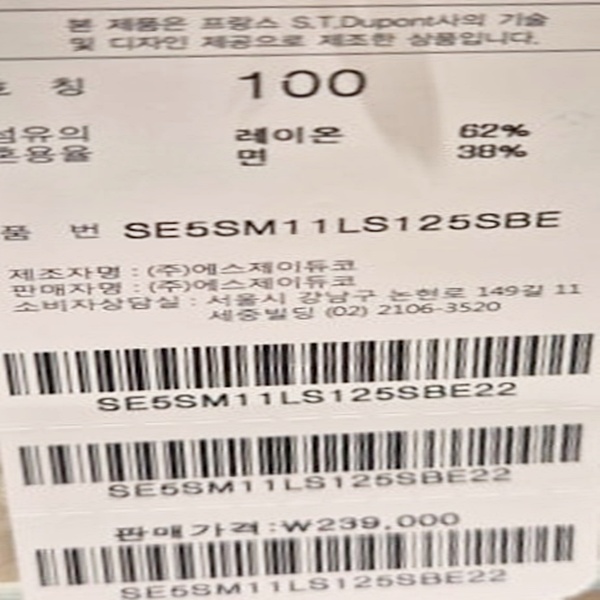 본 제품은 프랑스 S.T.Dupont사의 기술
및 디자인 제공으로 제조한 상품입니다.
호 칭 100
섬유의 레이온 62%
혼용율 면 38%
품 번 SE5SM11LS125SBE
제조자명 : (주)에스제이듀코
판매자명 : (주)에스제이듀코
소비자상담실 : 서울시 강남구 논현로 149길 11
세중빌딩 (02) 2106-3520
SE5SM11LS125SBE22
SE5SM11LS125SBE22
판매가격:₩239,000
SE5SM11LS125SBE22